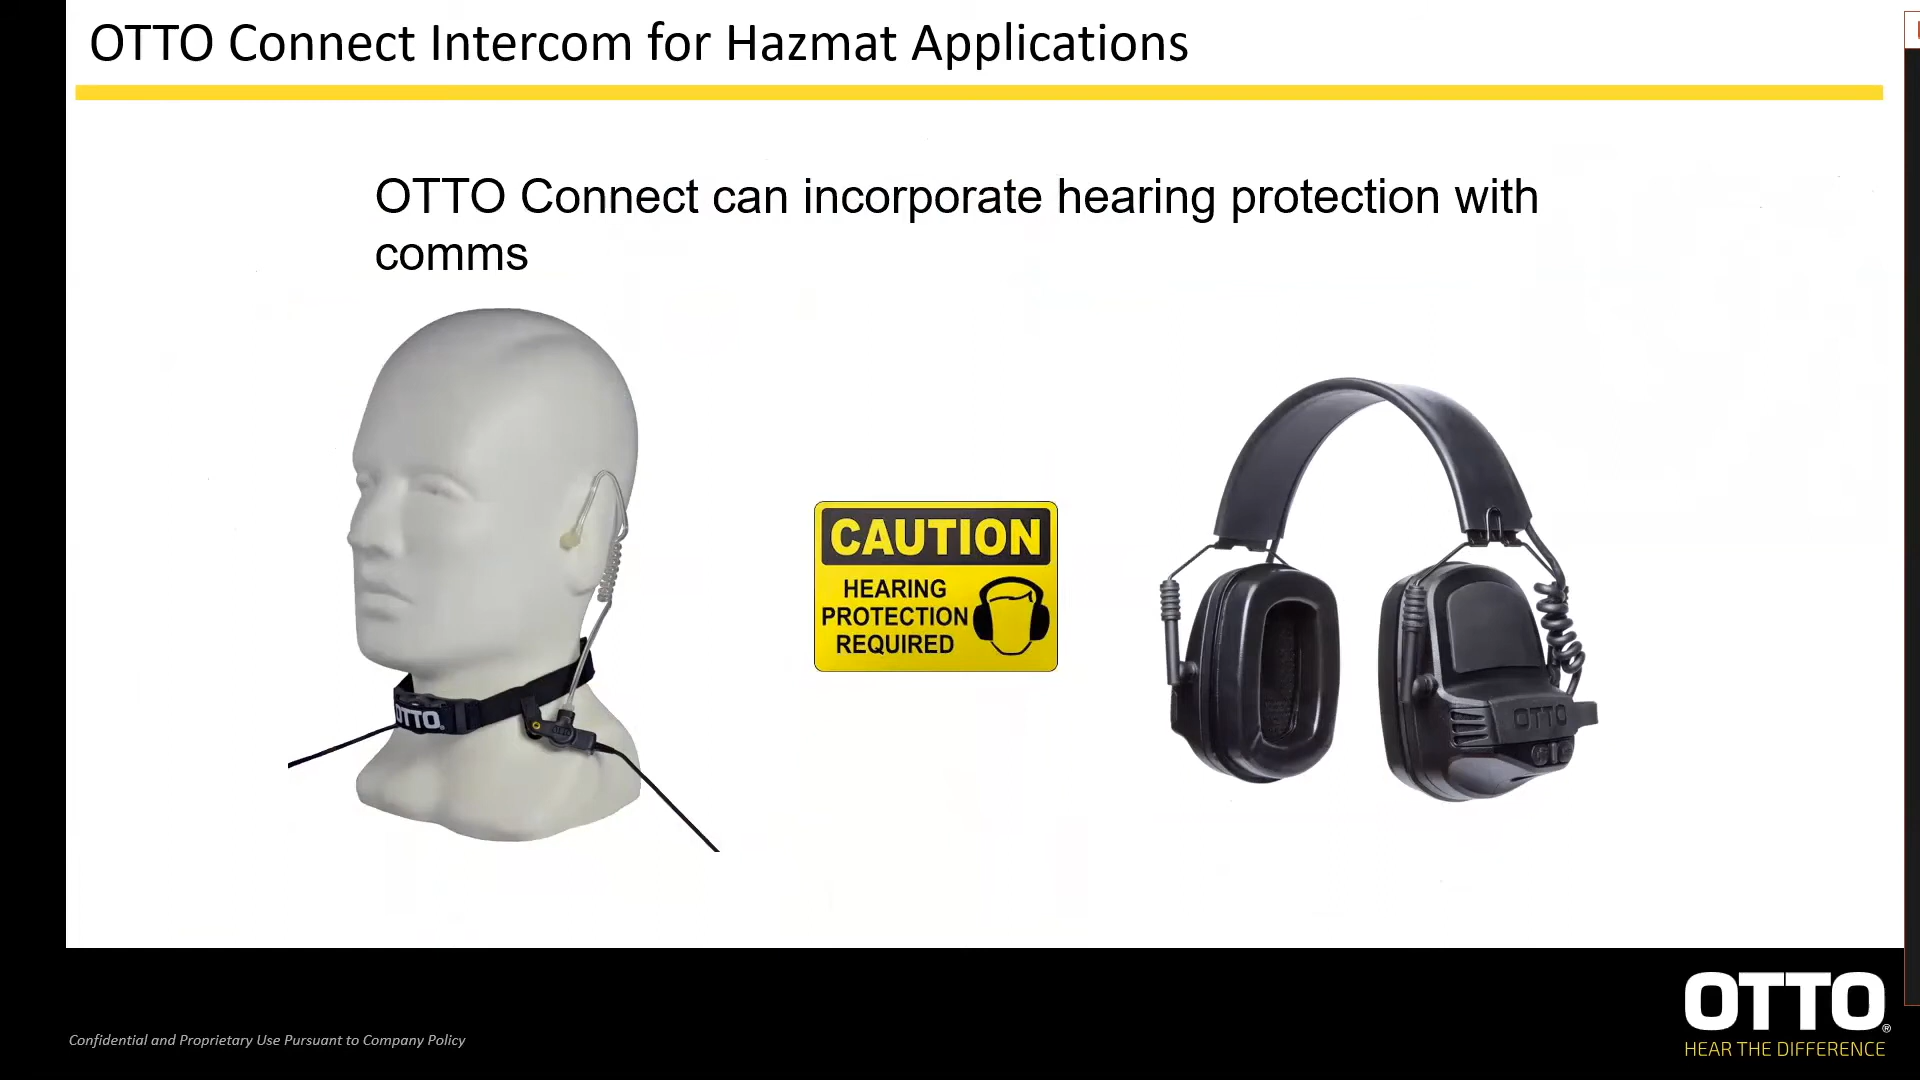 OTTO Connect Intercom for Hazmat Applications
OTTO Connect can incorporate hearing protection with
comms
CAUTION
HEARING
PROTECTION
REQUIRED
OTTO®
OTTO
Confidential and Proprietary Use Pursuant to Company Policy
OTTO®
HEAR THE DIFFERENCE